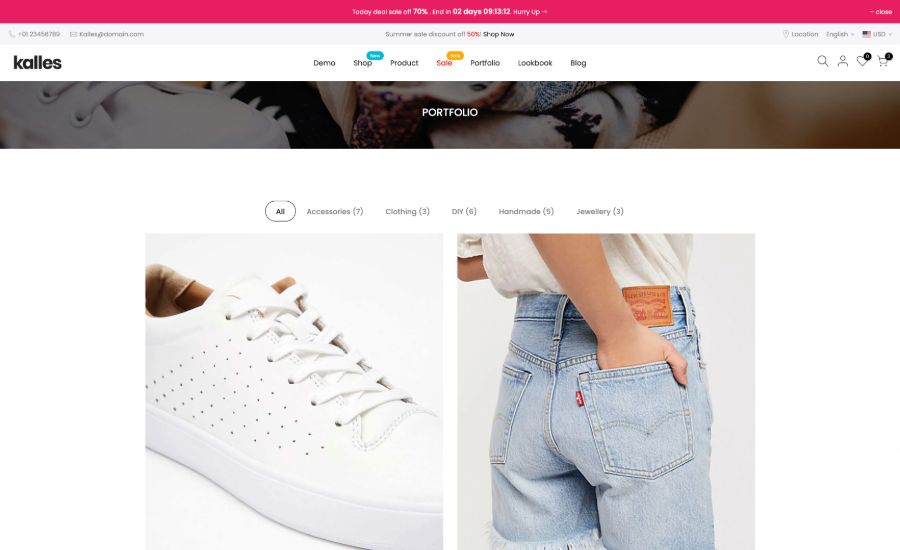 Today deal sale off 70% . End in 02 days 09:13:12. Hurry Up →
close
+01 23456789
Kalles@domain.com
Summer sale discount off 50%! Shop Now
Location
English
USD
kalles
Demo
Shop
New
Product
Sale
Sale
Portfolio
Lookbook
Blog
PORTFOLIO
All
Accessories (7)
Clothing (3)
DIY (6)
Handmade (5)
Jewellery (3)